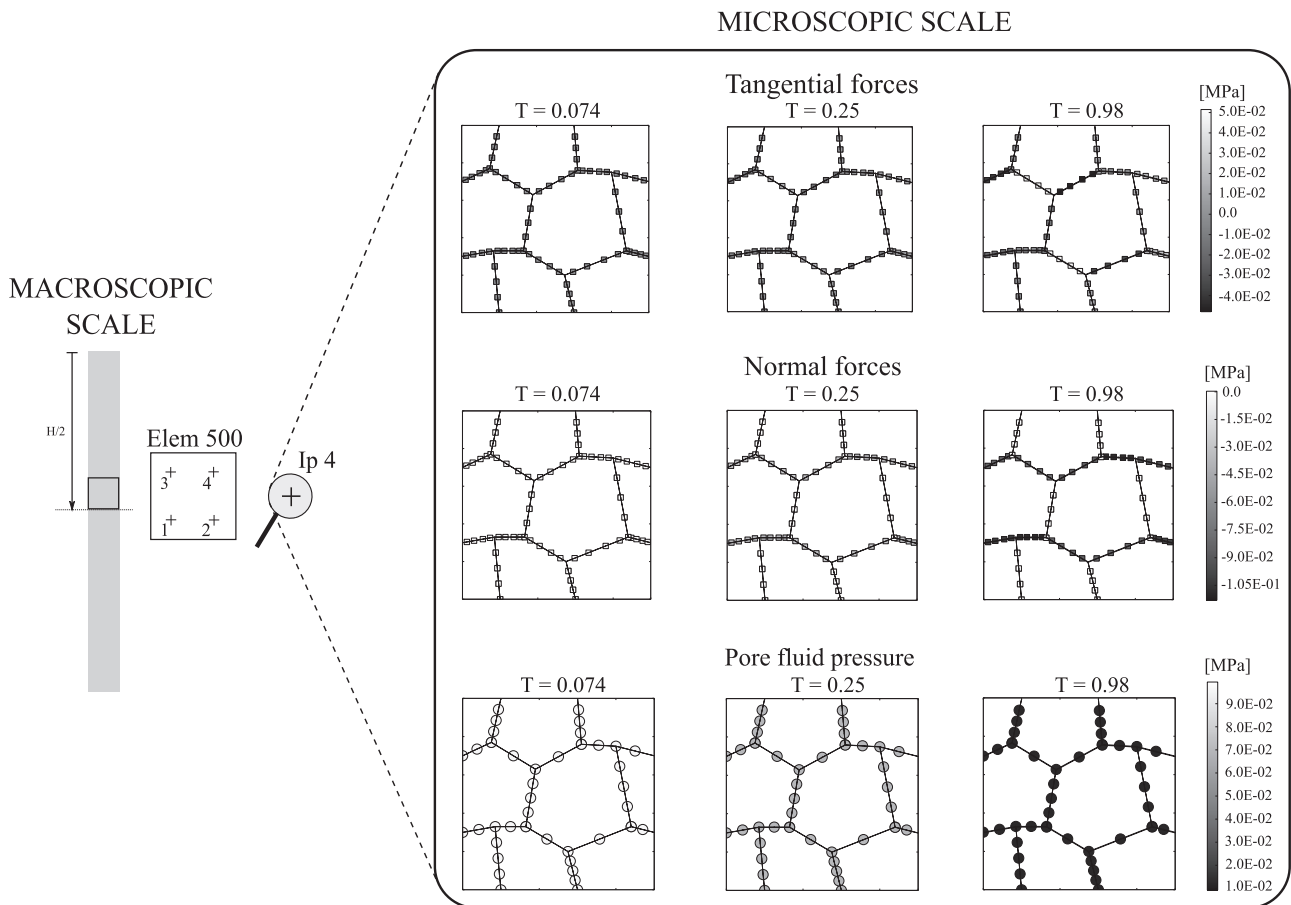 MICROSCOPIC SCALE
Tangential forces
T = 0.074
T = 0.25
T = 0.98
[MPa]
5.0E-02
4.0E-02
3.0E-02
2.0E-02
1.0E-02
0.0
-1.0E-02
-2.0E-02
-3.0E-02
-4.0E-02
MACROSCOPIC
SCALE
H/2
Elem 500
3
4
1
2
Ip 4
Normal forces
T = 0.074
T = 0.25
T = 0.98
[MPa]
0.0
-1.5E-02
-3.0E-02
-4.5E-02
-6.0E-02
-7.5E-02
-9.0E-02
-1.05E-01
Pore fluid pressure
T = 0.074
T = 0.25
T = 0.98
[MPa]
9.0E-02
8.0E-02
7.0E-02
6.0E-02
5.0E-02
4.0E-02
3.0E-02
2.0E-02
1.0E-02